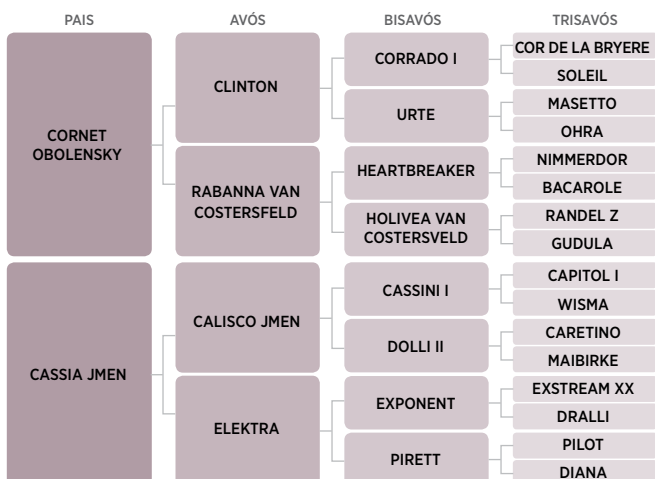 PAIS
AVÓS
BISAVÓS
TRISAVÓS
CORNET
OBOLENSKY
CLINTON
CORRADO I
COR DE LA BRYERE
SOLEIL
URTE
MASETTO
OHRA
RABANNA VAN
COSTERSFELD
HEARTBREAKER
NIMMERDOR
BACAROLE
HOLIVEA VAN
COSTERSVELD
RANDEL Z
GUDULA
CASSIA JMEN
CALISCO JMEN
CASSINI I
CAPITOL I
WISMA
DOLLI II
CARETINO
MAIBIRKE
ELEKTRA
EXPONENT
EXSTREAM XX
DRALLI
PIRETT
PILOT
DIANA